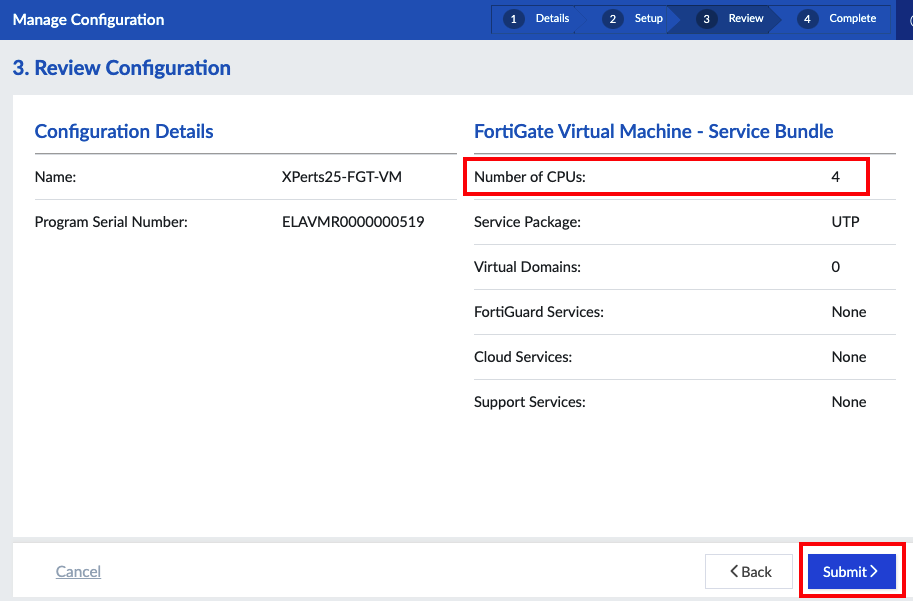 Manage Configuration
1 Details
2 Setup
3 Review
4 Complete
3. Review Configuration
Configuration Details
Name: XPerts25-FGT-VM
Program Serial Number: ELAVMR0000000519
FortiGate Virtual Machine - Service Bundle
Number of CPUs: 4
Service Package: UTP
Virtual Domains: 0
FortiGuard Services: None
Cloud Services: None
Support Services: None
Cancel
Back
Submit